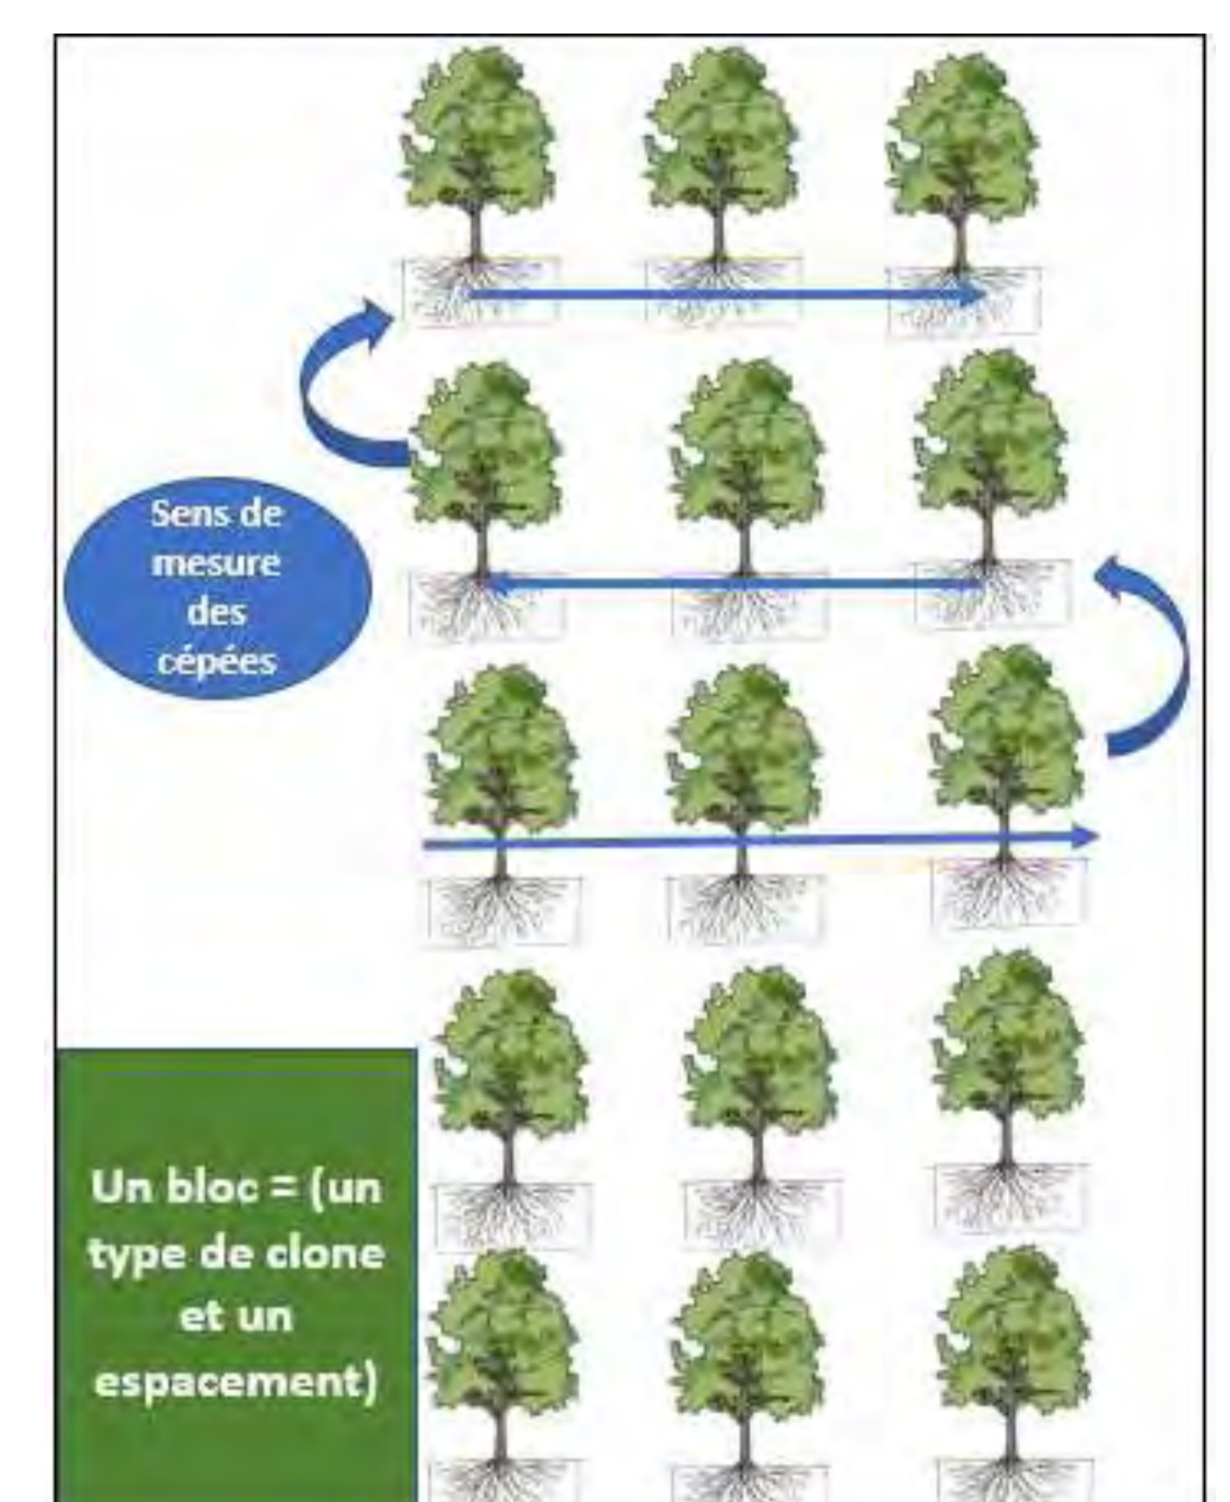 Sens de
mesure
des
cépées
Un bloc = (un
type de clone
et un
espacement)